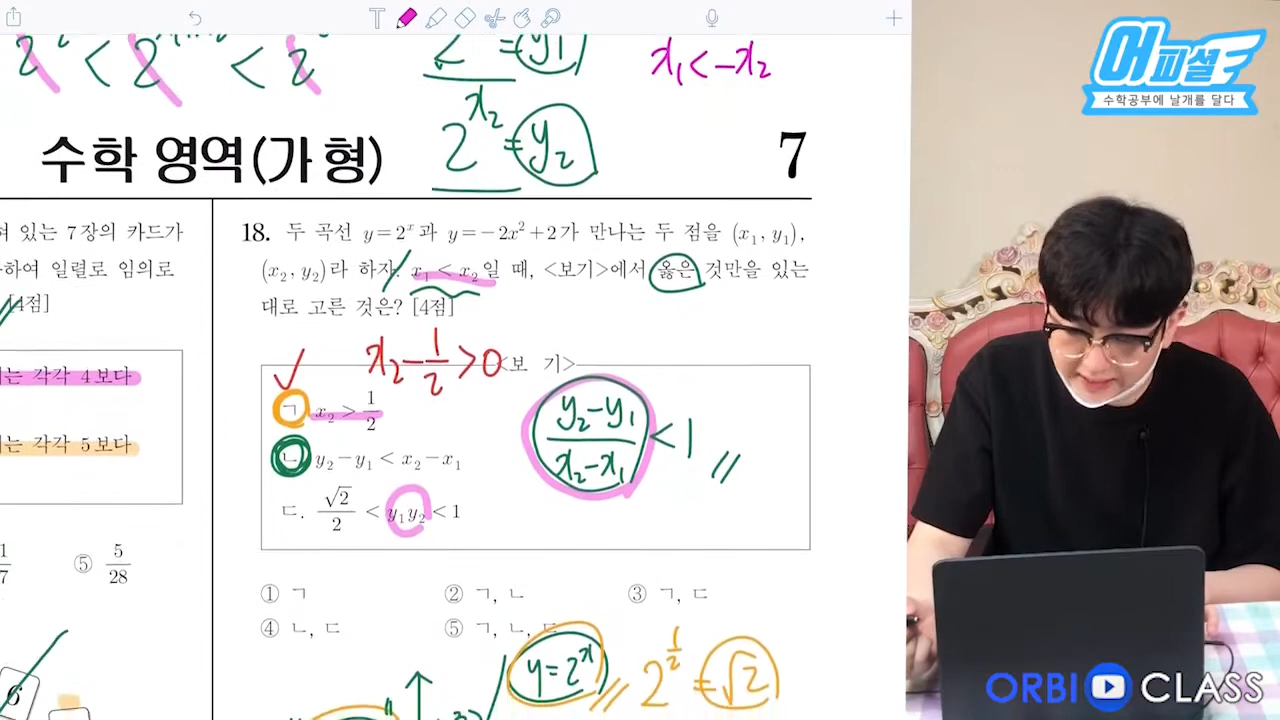 2 < 2 < 2
= y₁
2^{x₂} = y₂
x₁ < -x₂
어피셜
수학공부에 날개를 달다
수학 영역(가형)
7
있는 7장의 카드가
하여 일렬로 임의로
[4점]
는 각각 4보다
는 각각 5보다
⑤ 5/28
6
18. 두 곡선 y=2^x과 y=-2x²+2가 만나는 두 점을 (x₁, y₁),
(x₂, y₂)라 하자. x₁ < x₂일 때, <보기>에서 옳은 것만을 있는
대로 고른 것은? [4점]
x₂ - 1/2 > 0
<보 기>
ㄱ. x₂ > 1/2
ㄴ. y₂-y₁ < x₂-x₁
ㄷ. √2/2 < y₁y₂ < 1
(y₂-y₁)/(x₂-x₁) < 1
① ㄱ ② ㄱ, ㄴ ③ ㄱ, ㄷ
④ ㄴ, ㄷ ⑤ ㄱ, ㄴ, ㄷ
y=2^x
2^{1/2} = √2
ORBI CLASS